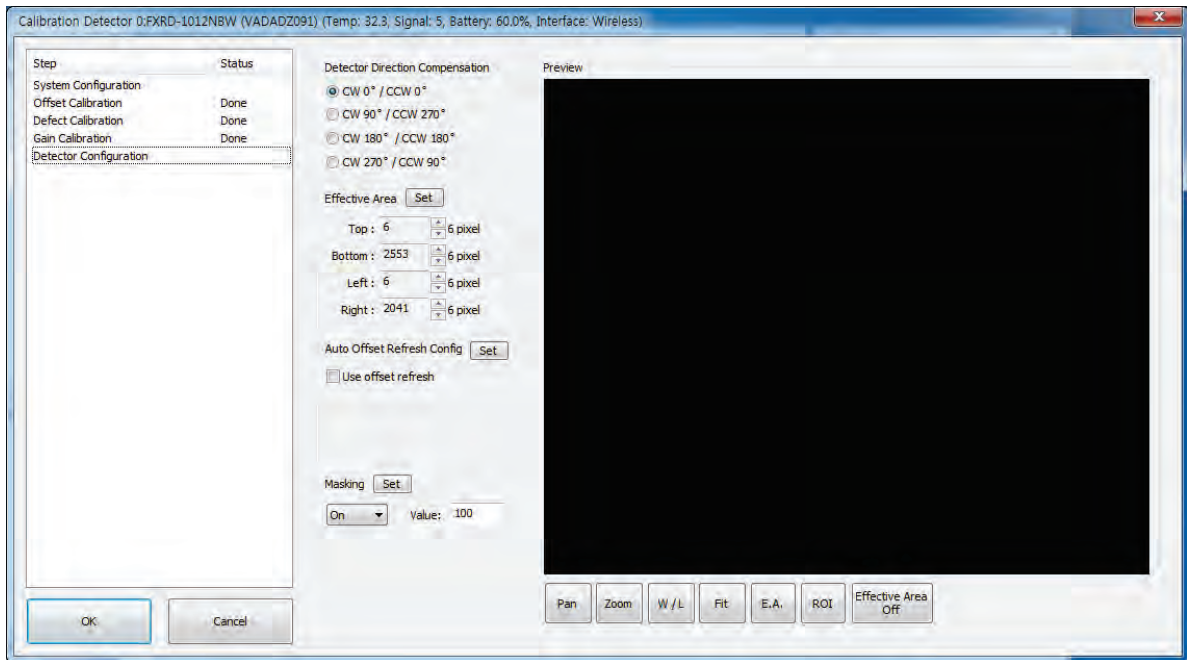 Calibration Detector 0:FXRD-1012NBW (VADADZ091) (Temp: 32.3, Signal: 5, Battery: 60.0%, Interface: Wireless)
Step Status
System Configuration
Offset Calibration Done
Defect Calibration Done
Gain Calibration Done
Detector Configuration
OK
Cancel
Detector Direction Compensation
CW 0° / CCW 0°
CW 90° / CCW 270°
CW 180° / CCW 180°
CW 270° / CCW 90°
Effective Area Set
Top : 6 6 pixel
Bottom : 2553 6 pixel
Left : 6 6 pixel
Right : 2041 6 pixel
Auto Offset Refresh Config Set
Use offset refresh
Masking Set
On Value: 100
Preview
Pan Zoom W / L Fit E.A. ROI Effective Area Off